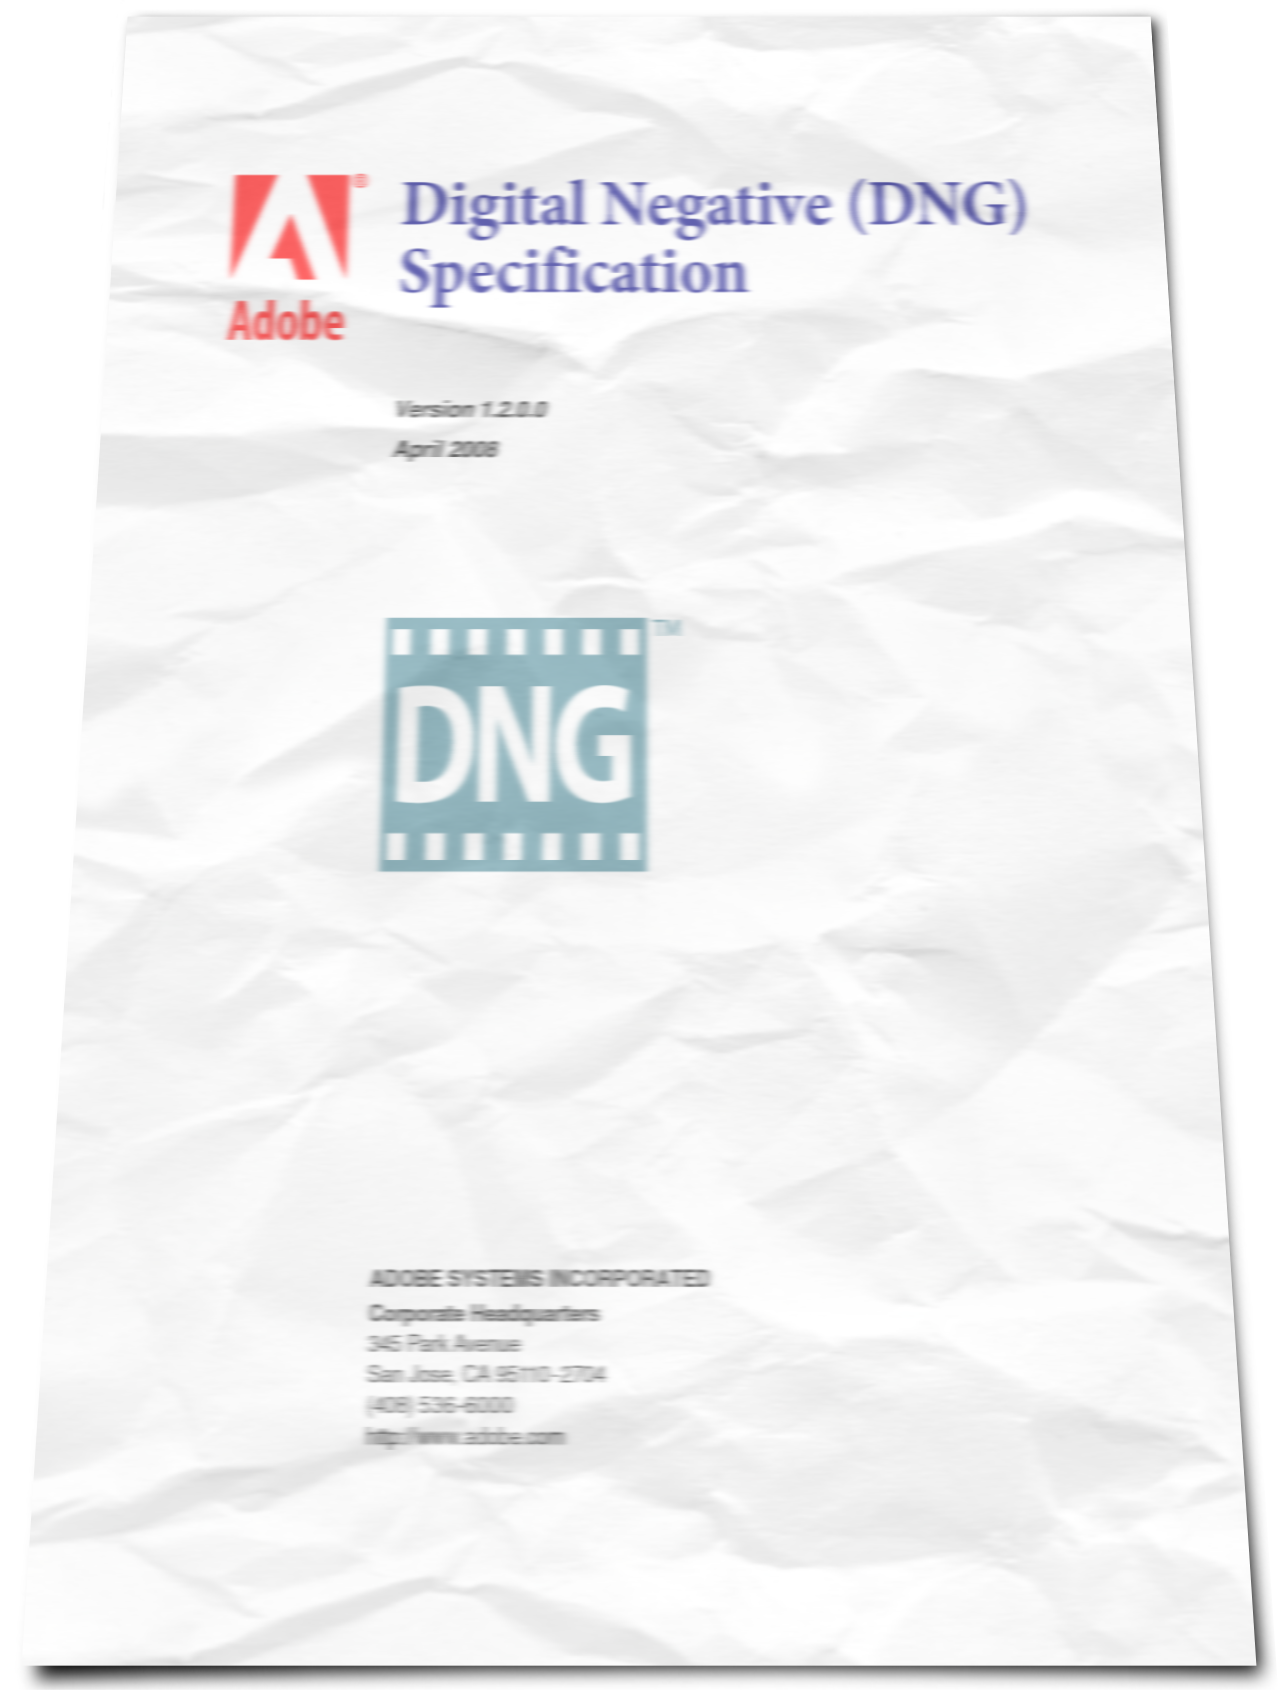 Adobe®
Digital Negative (DNG)
Specification
Version 1.2.0.0
April 2008
DNG™
ADOBE SYSTEMS INCORPORATED
Corporate Headquarters
345 Park Avenue
San Jose, CA 95110-2704
(408) 536-6000
http://www.adobe.com